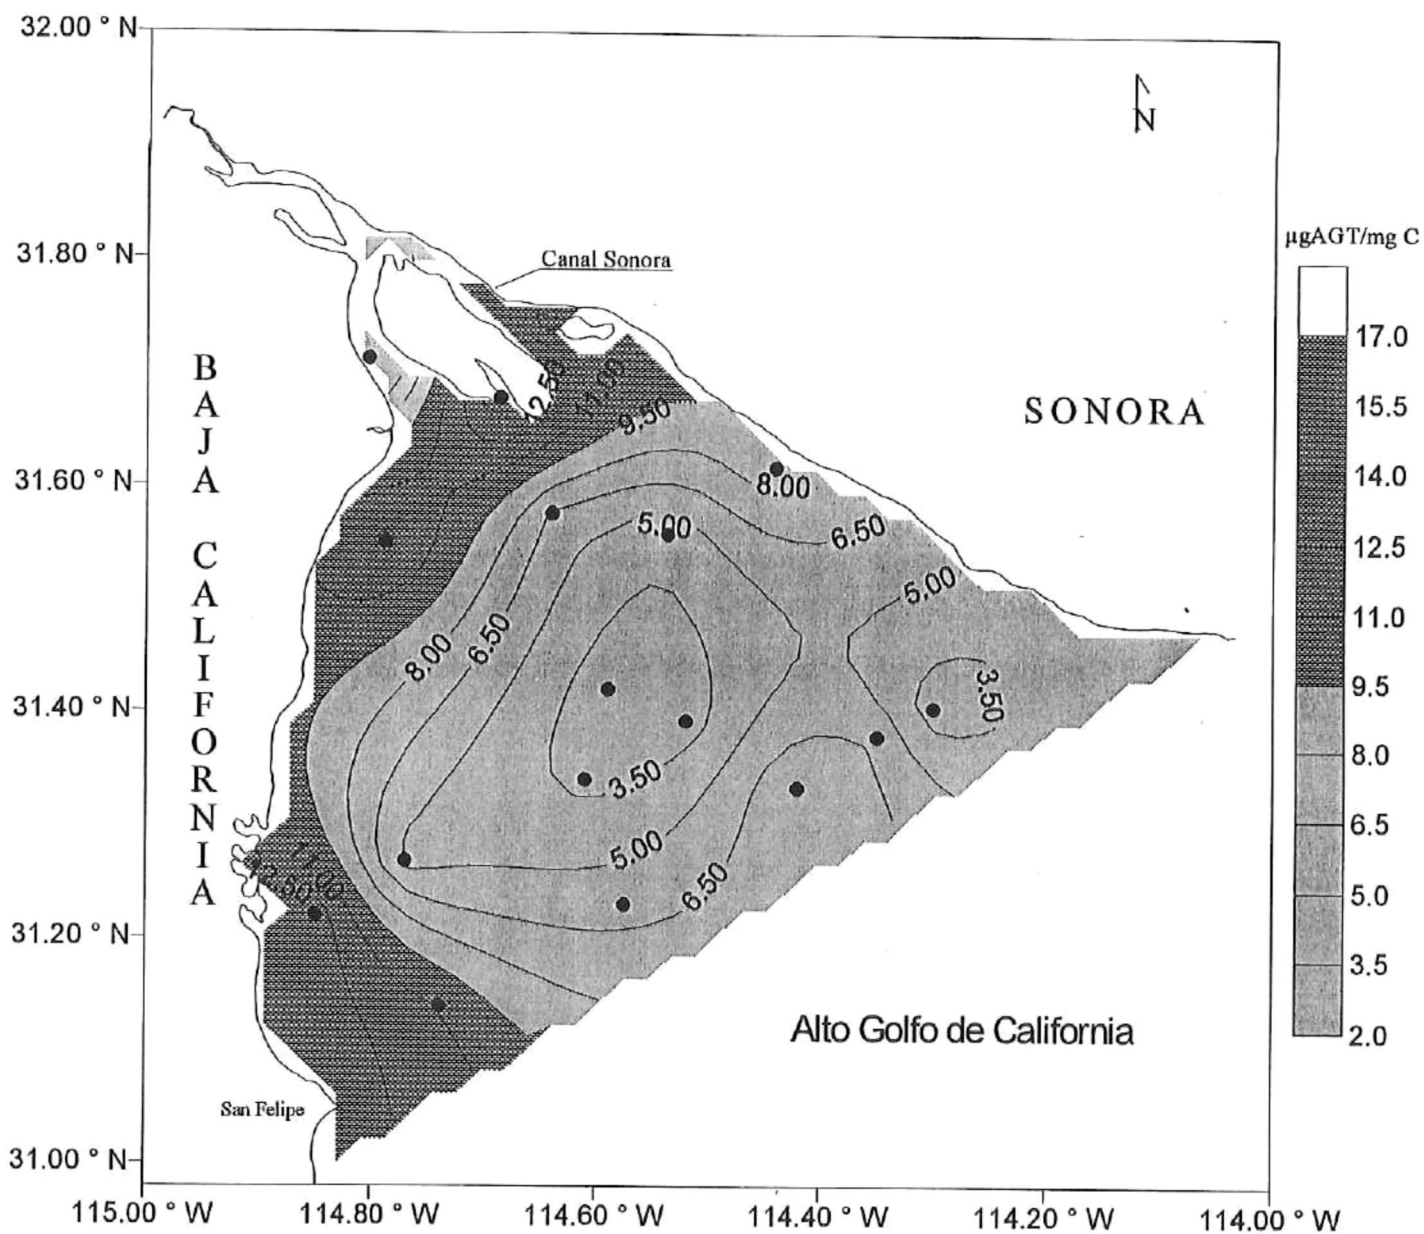 32.00 ° N
31.80 ° N
31.60 ° N
31.40 ° N
31.20 ° N
31.00 ° N
115.00 ° W
114.80 ° W
114.60 ° W
114.40 ° W
114.20 ° W
114.00 ° W
N
Canal Sonora
BAJA CALIFORNIA
SONORA
Alto Golfo de California
San Felipe
12.50
11.00
9.50
8.00
5.00
6.50
5.00
8.00
6.50
3.50
3.50
5.00
6.50
11.00
µgAGT/mg C
17.0
15.5
14.0
12.5
11.0
9.5
8.0
6.5
5.0
3.5
2.0